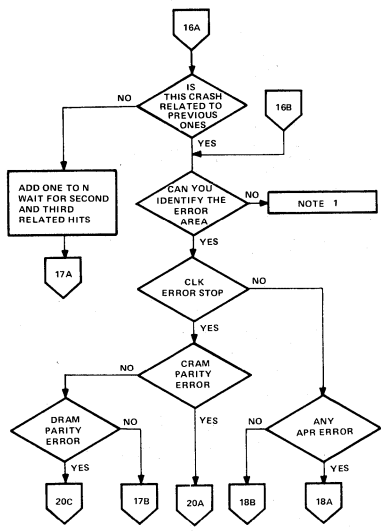 16A
IS
THIS CRASH
RELATED TO
PREVIOUS
ONES
NO
16B
YES
ADD ONE TO N
WAIT FOR SECOND
AND THIRD
RELATED HITS
CAN YOU
IDENTIFY THE
ERROR
AREA
NO
NOTE 1
17A
YES
CLK
ERROR STOP
NO
YES
CRAM
PARITY
ERROR
NO
DRAM
PARITY
ERROR
NO
YES
NO
ANY
APR ERROR
YES
YES
20C
17B
20A
18B
18A